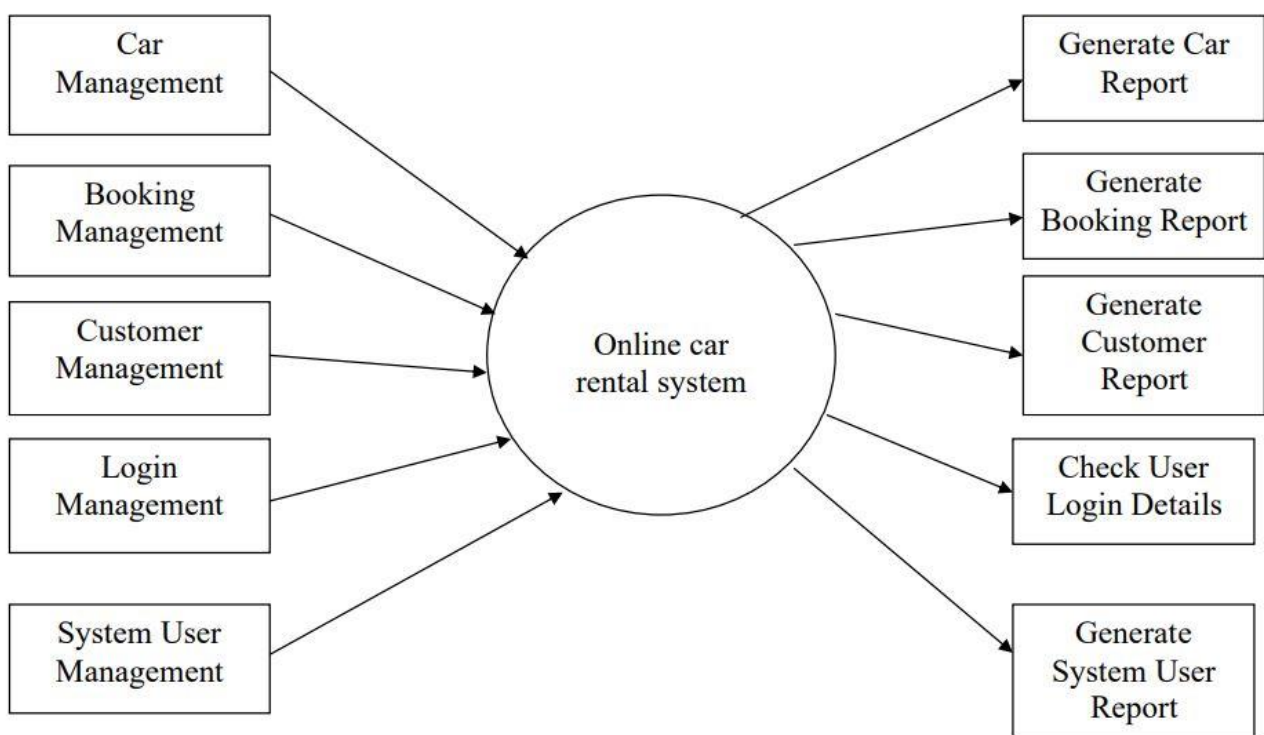 Car
Management
Booking
Management
Customer
Management
Login
Management
System User
Management
Online car
rental system
Generate Car
Report
Generate
Booking Report
Generate
Customer
Report
Check User
Login Details
Generate
System User
Report